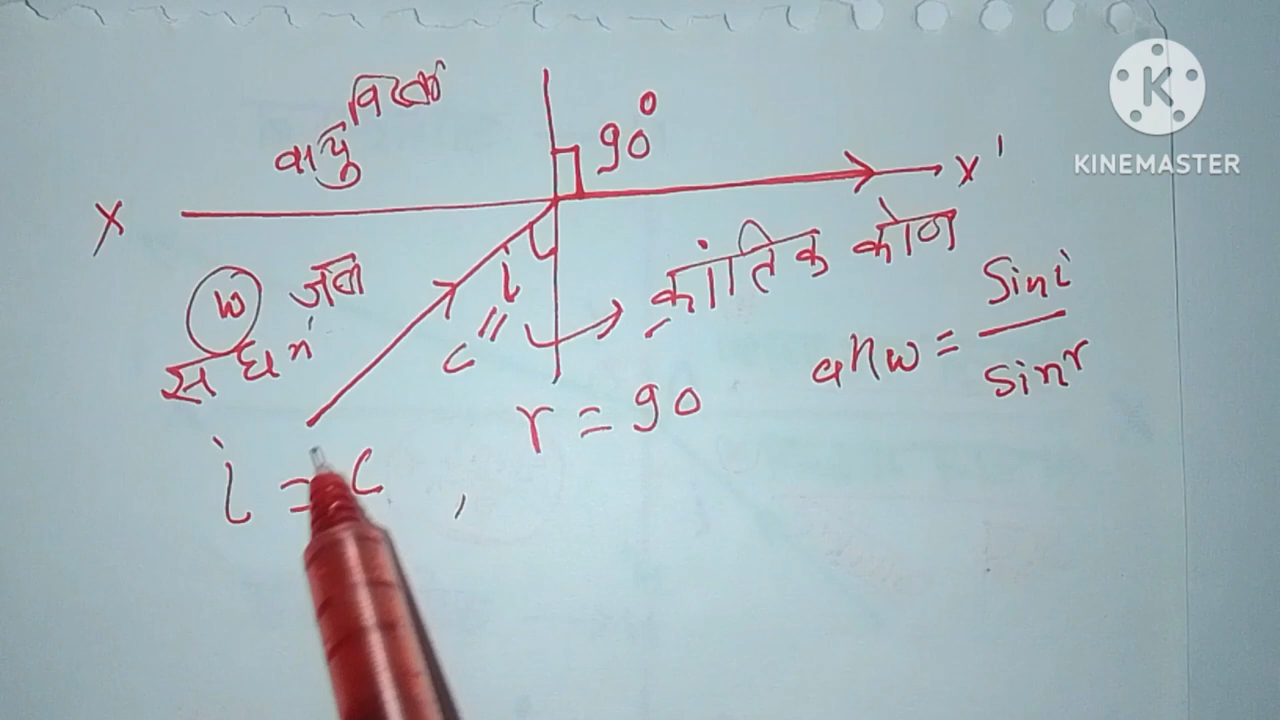 वायु विरल
90°
X
X'
w जल
सघन
i
c =
क्रांतिक कोण
r = 90
anw = Sin i / Sin r
i = c ,
K
KINEMASTER